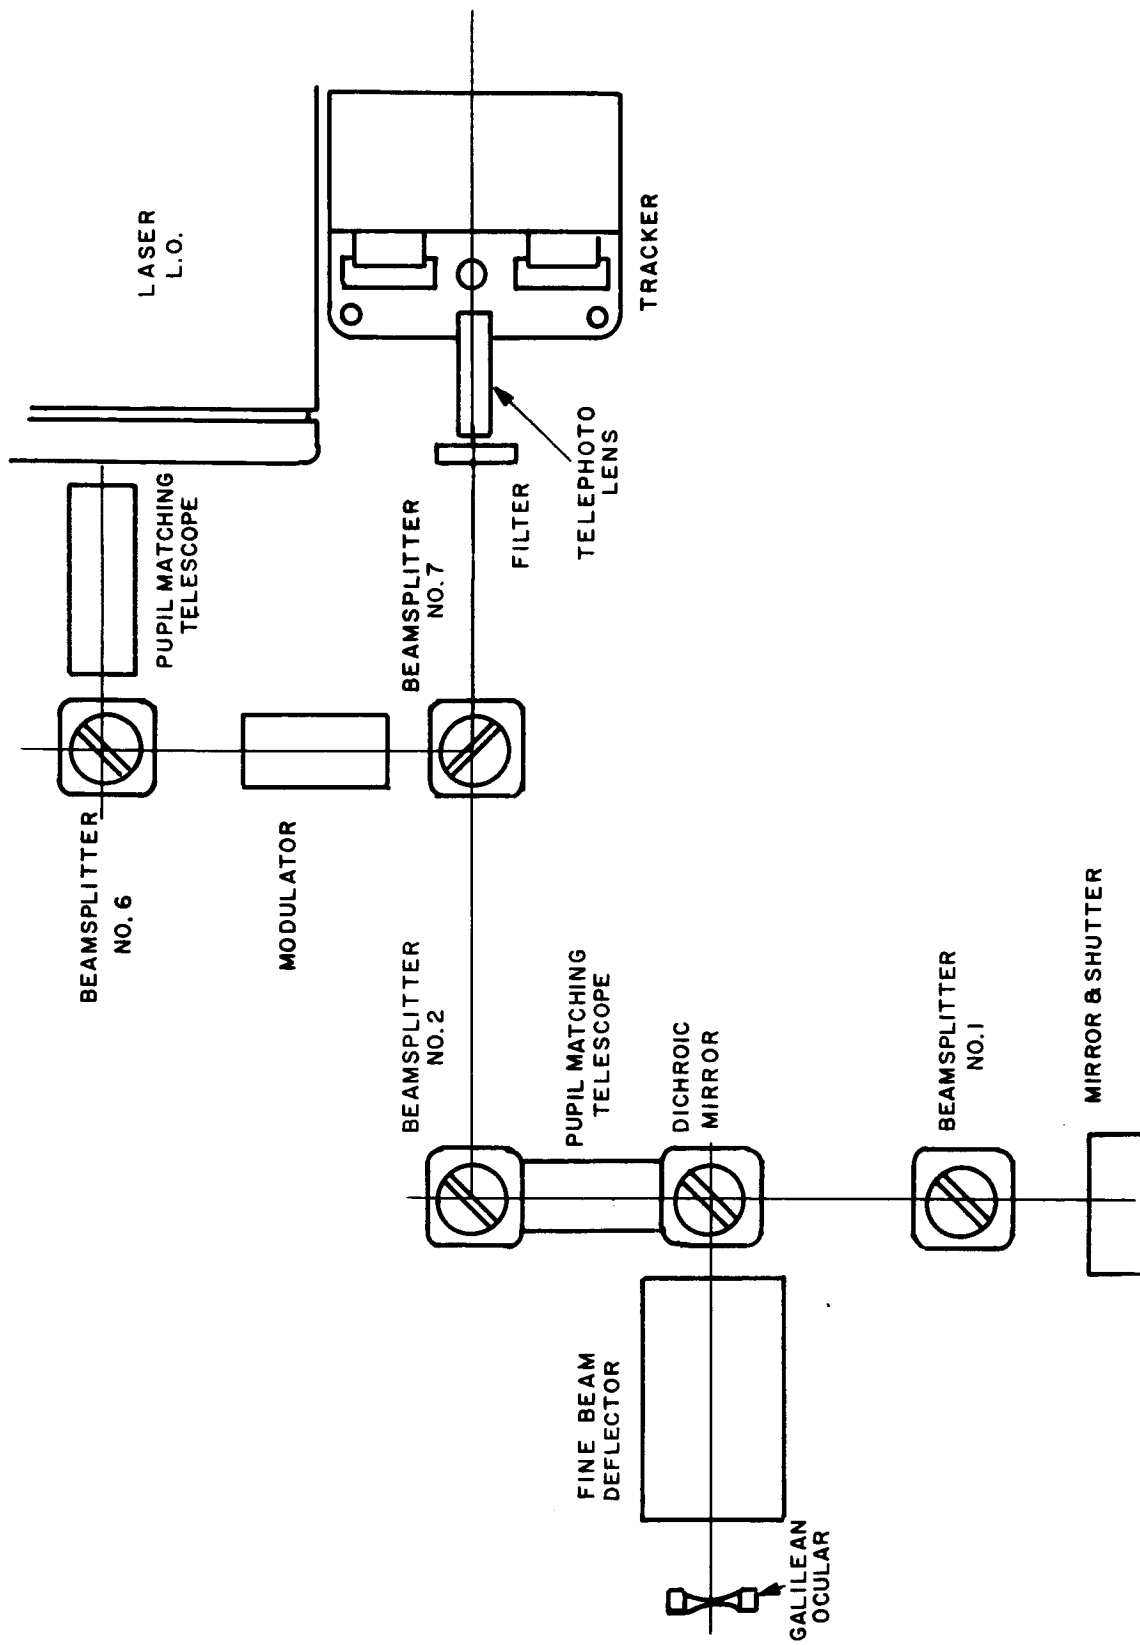 LASER
L.O.
TRACKER
PUPIL MATCHING
TELESCOPE
TELEPHOTO
LENS
FILTER
BEAMSPLITTER
NO. 7
BEAMSPLITTER
NO. 6
MODULATOR
BEAMSPLITTER
NO. 2
PUPIL MATCHING
TELESCOPE
DICHROIC
MIRROR
BEAMSPLITTER
NO. 1
MIRROR & SHUTTER
FINE BEAM
DEFLECTOR
GALILEAN
OCULAR